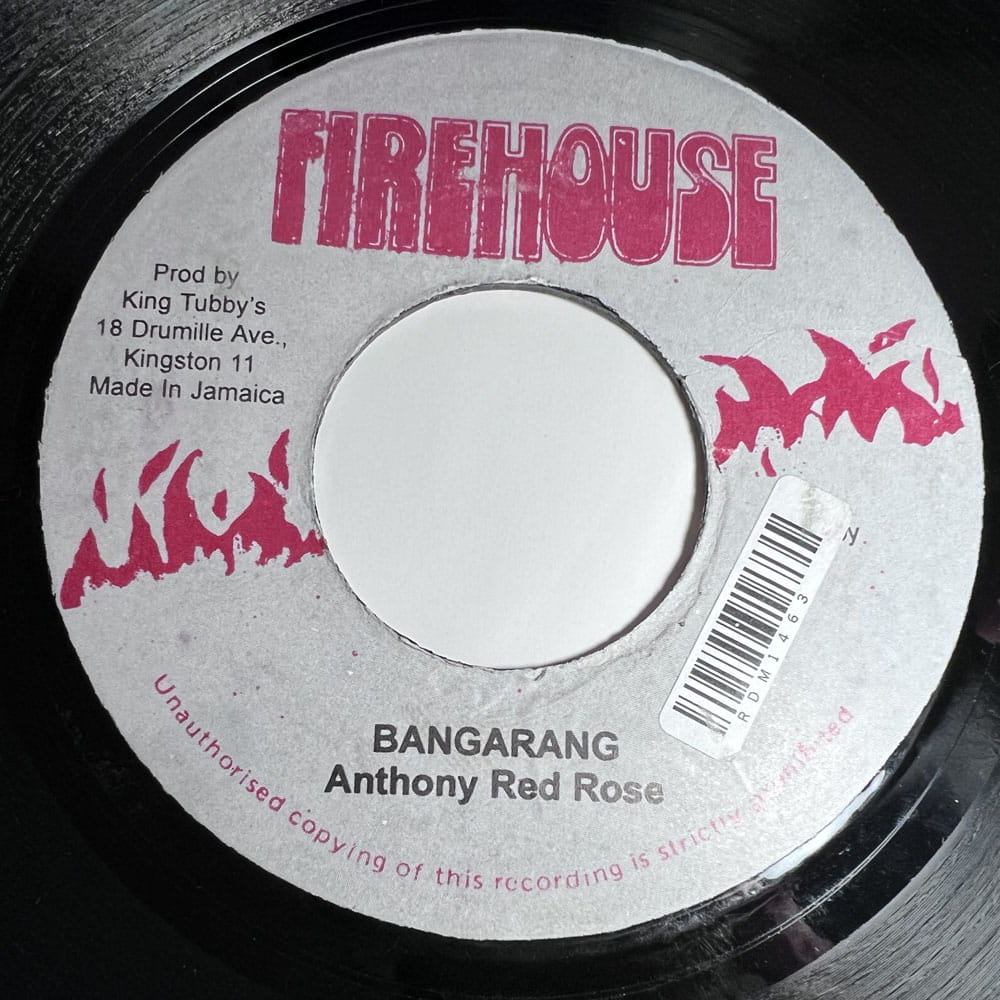 FIREHOUSE
Prod by
King Tubby's
18 Drumille Ave.,
Kingston 11
Made In Jamaica
RDM1463
BANGARANG
Anthony Red Rose
Unauthorised copying of this recording is strictly prohibited